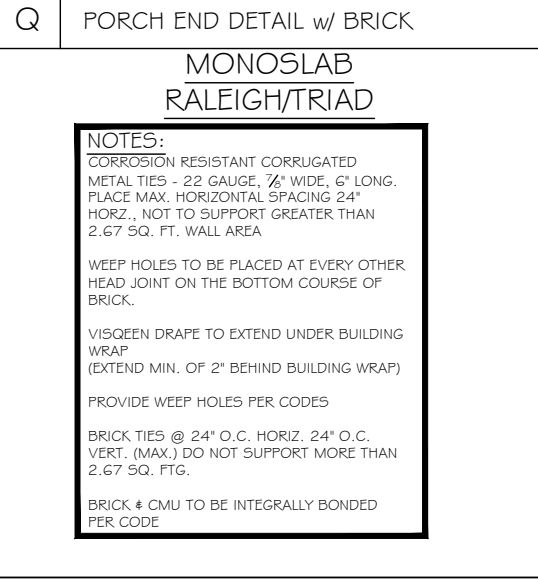 Q PORCH END DETAIL w/ BRICK
MONOSLAB
RALEIGH/TRIAD
NOTES:
CORROSION RESISTANT CORRUGATED
METAL TIES - 22 GAUGE, 7/8" WIDE, 6" LONG.
PLACE MAX. HORIZONTAL SPACING 24"
HORZ., NOT TO SUPPORT GREATER THAN
2.67 SQ. FT. WALL AREA
WEEP HOLES TO BE PLACED AT EVERY OTHER
HEAD JOINT ON THE BOTTOM COURSE OF
BRICK.
VISQEEN DRAPE TO EXTEND UNDER BUILDING
WRAP
(EXTEND MIN. OF 2" BEHIND BUILDING WRAP)
PROVIDE WEEP HOLES PER CODES
BRICK TIES @ 24" O.C. HORIZ. 24" O.C.
VERT. (MAX.) DO NOT SUPPORT MORE THAN
2.67 SQ. FTG.
BRICK & CMU TO BE INTEGRALLY BONDED
PER CODE